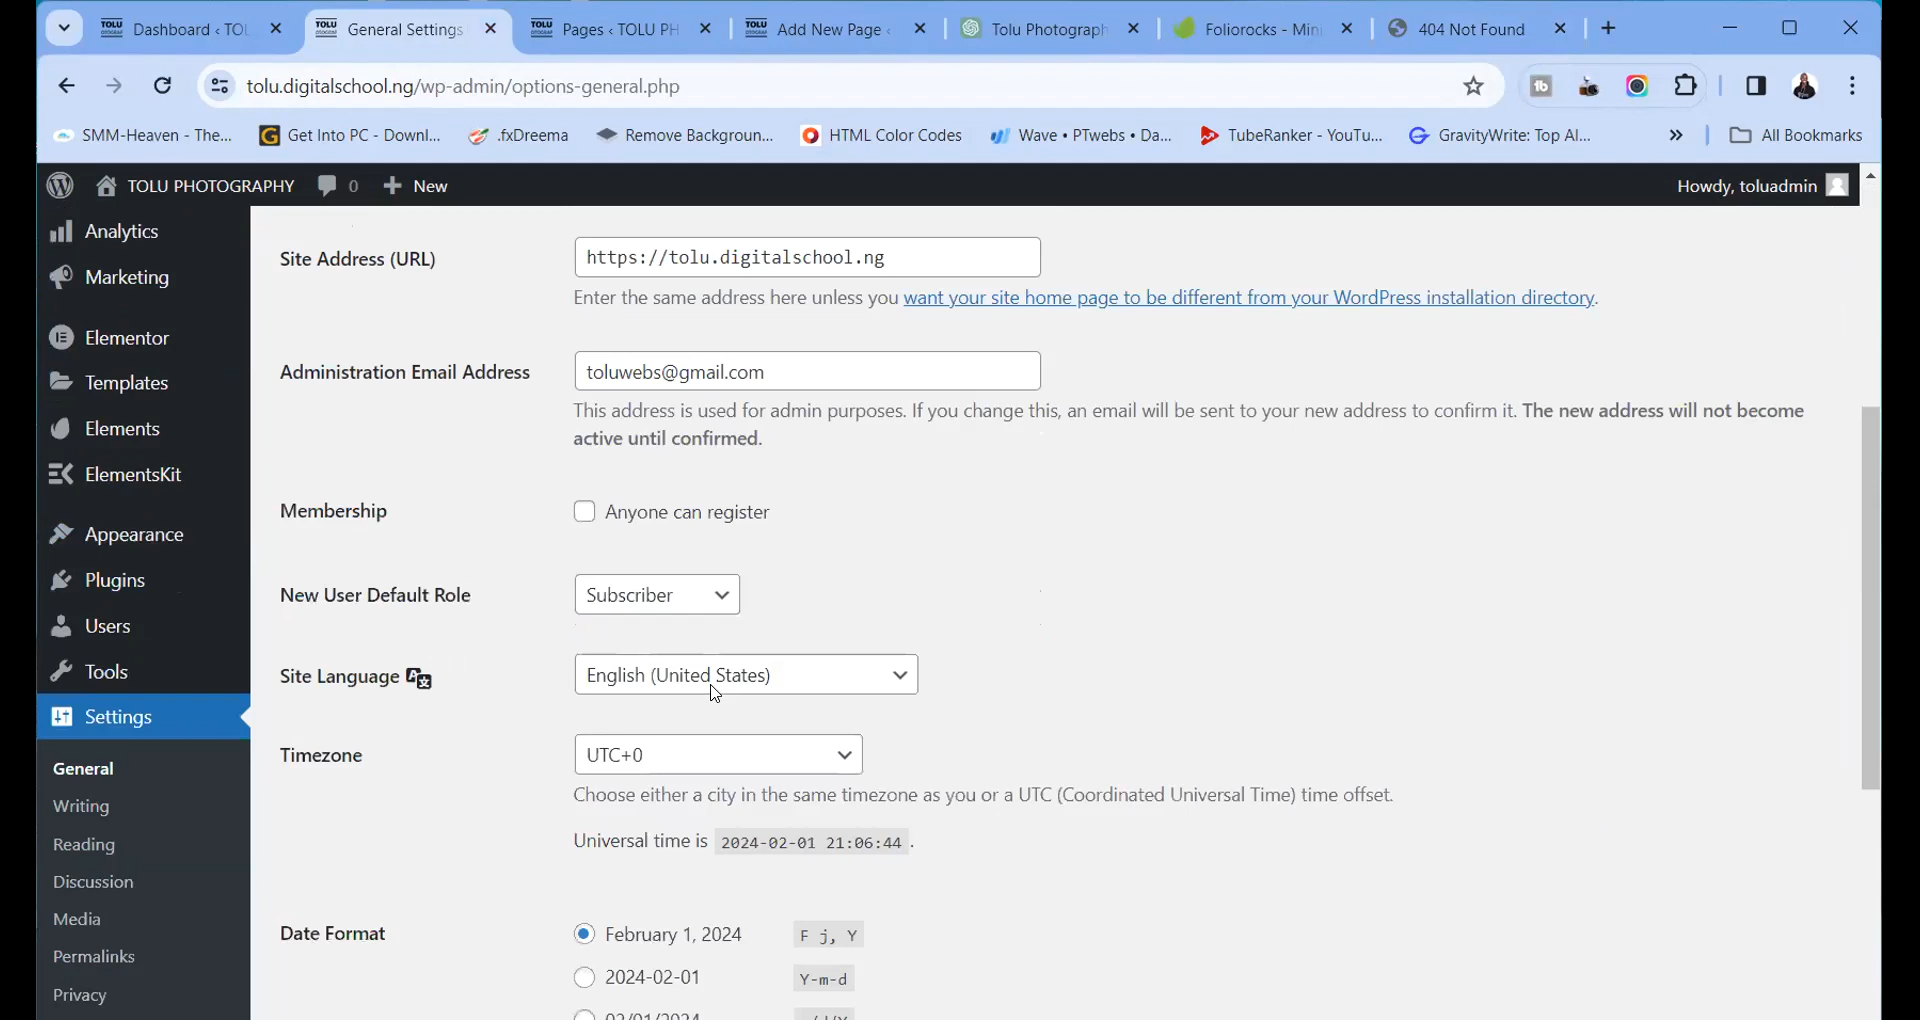 Dashboard ‹ TOL
General Settings
Pages ‹ TOLU PH
Add New Page ‹
Tolu Photograph
Foliorocks - Mini
404 Not Found
tolu.digitalschool.ng/wp-admin/options-general.php
SMM-Heaven - The...
Get Into PC - Downl...
.fxDreema
Remove Backgroun...
HTML Color Codes
Wave • PTwebs • Da...
TubeRanker - YouTu...
GravityWrite: Top AI...
»
All Bookmarks
TOLU PHOTOGRAPHY
0
New
Howdy, toluadmin
Analytics
Marketing
Elementor
Templates
Elements
ElementsKit
Appearance
Plugins
Users
Tools
Settings
General
Writing
Reading
Discussion
Media
Permalinks
Privacy
Site Address (URL)
https://tolu.digitalschool.ng
Enter the same address here unless you want your site home page to be different from your WordPress installation directory.
Administration Email Address
toluwebs@gmail.com
This address is used for admin purposes. If you change this, an email will be sent to your new address to confirm it. The new address will not become
active until confirmed.
Membership
Anyone can register
New User Default Role
Subscriber
Site Language
English (United States)
Timezone
UTC+0
Choose either a city in the same timezone as you or a UTC (Coordinated Universal Time) time offset.
Universal time is 2024-02-01 21:06:44 .
Date Format
February 1, 2024
F j, Y
2024-02-01
Y-m-d
02/01/2024